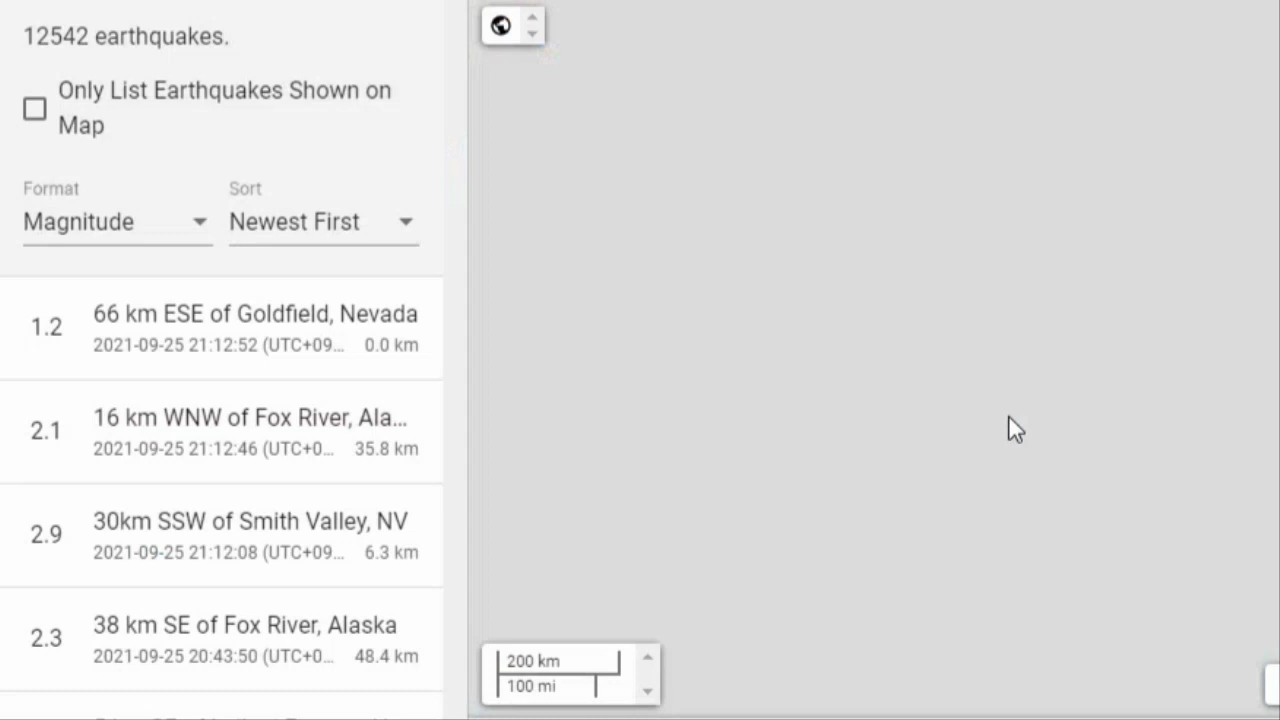 12542 earthquakes.
Only List Earthquakes Shown on
Map
Format
Sort
Magnitude
Newest First
1.2
66 km ESE of Goldfield, Nevada
2021-09-25 21:12:52 (UTC+09...
0.0 km
2.1
16 km WNW of Fox River, Ala...
2021-09-25 21:12:46 (UTC+0...
35.8 km
2.9
30km SSW of Smith Valley, NV
2021-09-25 21:12:08 (UTC+09...
6.3 km
2.3
38 km SE of Fox River, Alaska
2021-09-25 20:43:50 (UTC+0...
48.4 km
200 km
100 mi